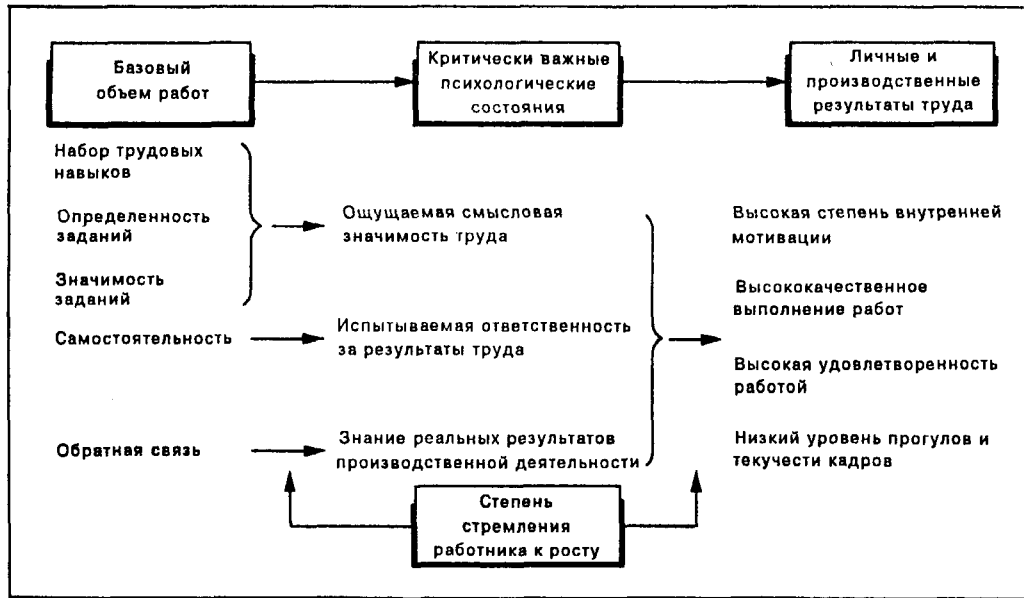 Базовый
объем работ
Критически важные
психологические
состояния
Личные и
производственные
результаты труда
Набор трудовых
навыков
Определенность
заданий
Значимость
заданий
Самостоятельность
Обратная связь
Ощущаемая смысловая
значимость труда
Испытываемая ответственность
за результаты труда
Знание реальных результатов
производственной деятельности
Высокая степень внутренней
мотивации
Высококачественное
выполнение работ
Высокая удовлетворенность
работой
Низкий уровень прогулов и
текучести кадров
Степень
стремления
работника к росту